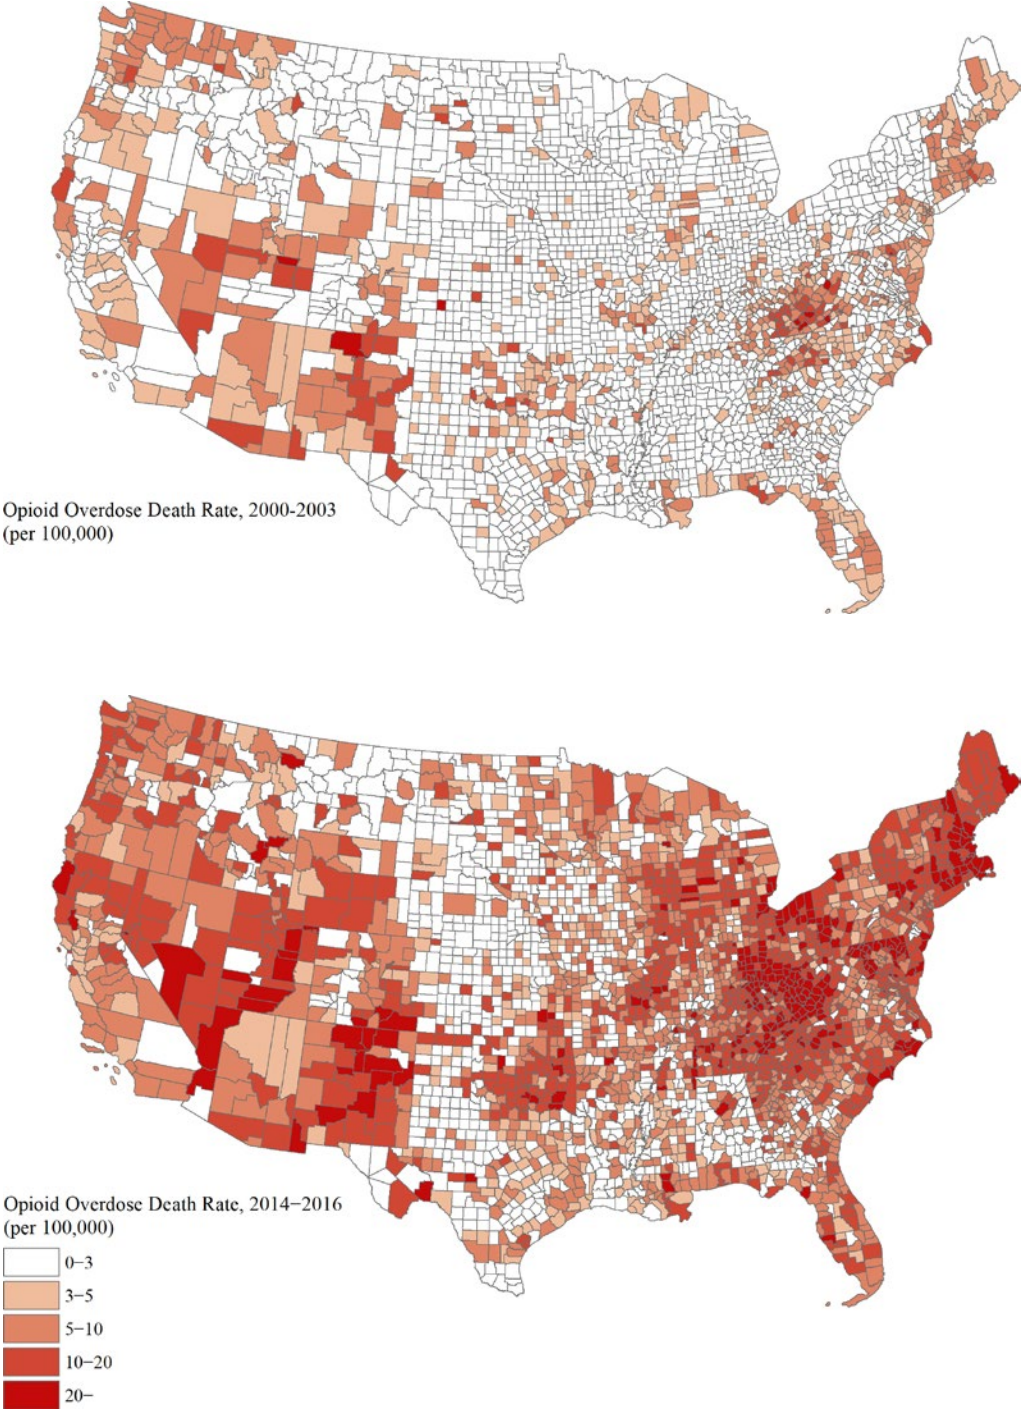 Opioid Overdose Death Rate, 2000-2003
(per 100,000)
Opioid Overdose Death Rate, 2014−2016
(per 100,000)
0−3
3−5
5−10
10−20
20−